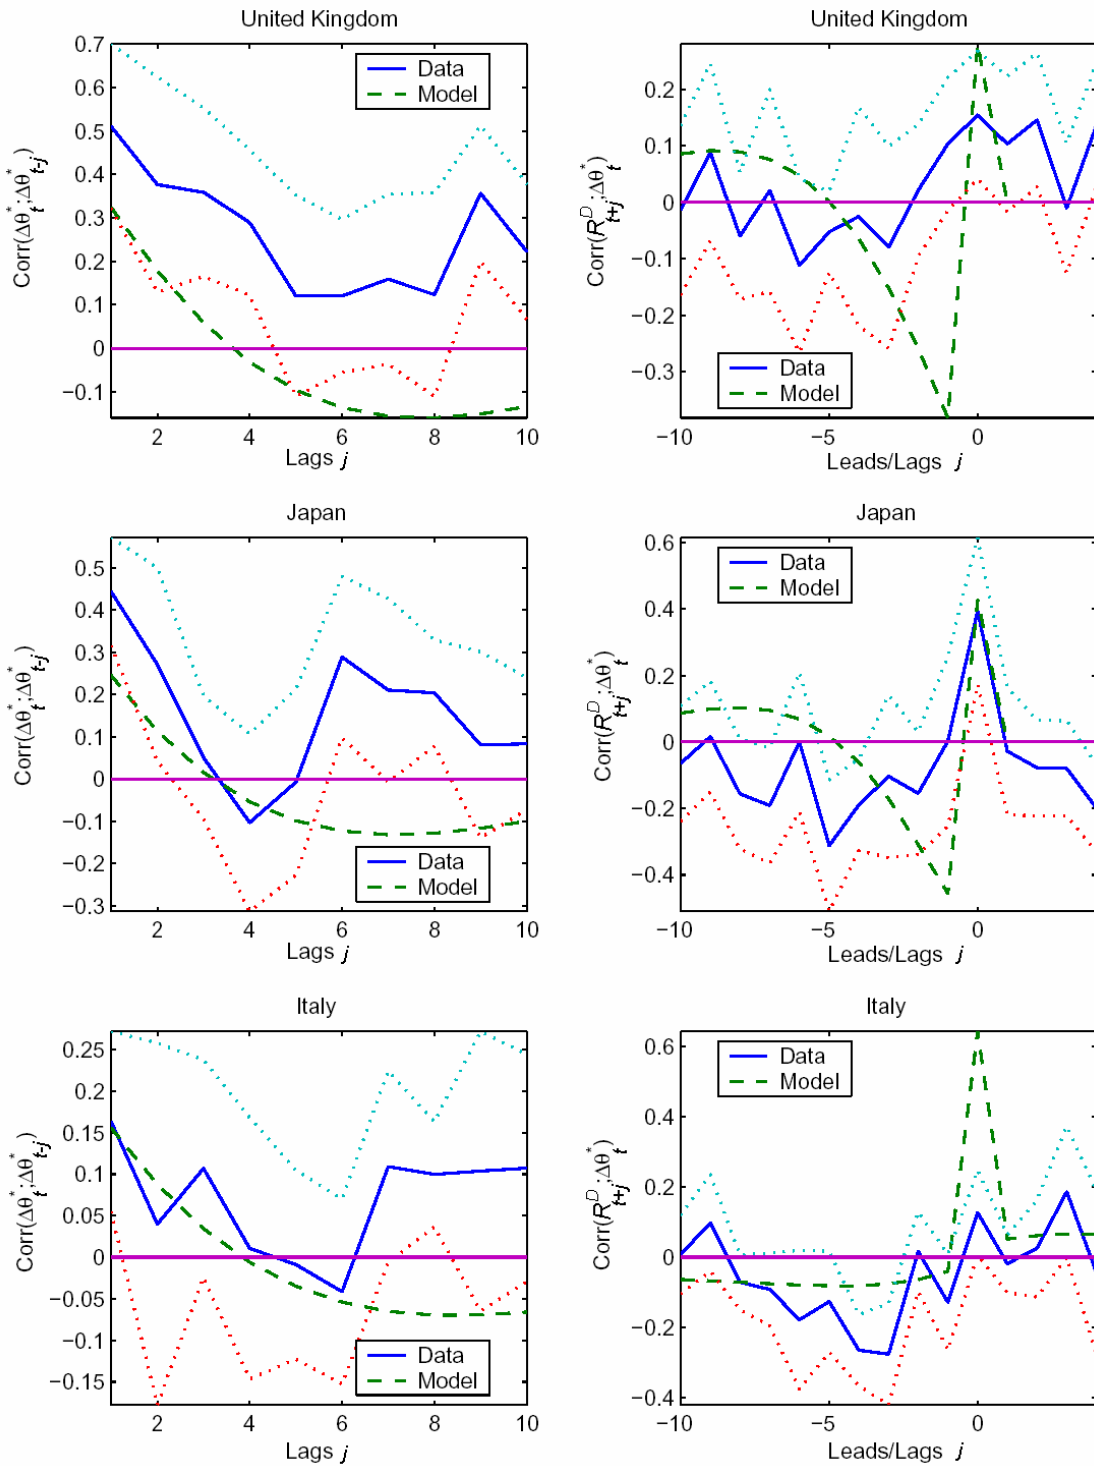 United Kingdom
Corr(Δθ*t;Δθ*t-j)
0.7
0.6
0.5
0.4
0.3
0.2
0.1
0
−0.1
Data
Model
2 4 6 8 10
Lags j
United Kingdom
Corr(R^D t+j;Δθ*t)
0.2
0.1
0
−0.1
−0.2
−0.3
Data
Model
−10 −5 0
Leads/Lags j
Japan
Corr(Δθ*t;Δθ*t-j)
0.5
0.4
0.3
0.2
0.1
0
−0.1
−0.2
−0.3
Data
Model
2 4 6 8 10
Lags j
Japan
Corr(R^D t+j;Δθ*t)
0.6
0.4
0.2
0
−0.2
−0.4
Data
Model
−10 −5 0
Leads/Lags j
Italy
Corr(Δθ*t;Δθ*t-j)
0.25
0.2
0.15
0.1
0.05
0
−0.05
−0.1
−0.15
Data
Model
2 4 6 8 10
Lags j
Italy
Corr(R^D t+j;Δθ*t)
0.6
0.4
0.2
0
−0.2
−0.4
Data
Model
−10 −5 0
Leads/Lags j